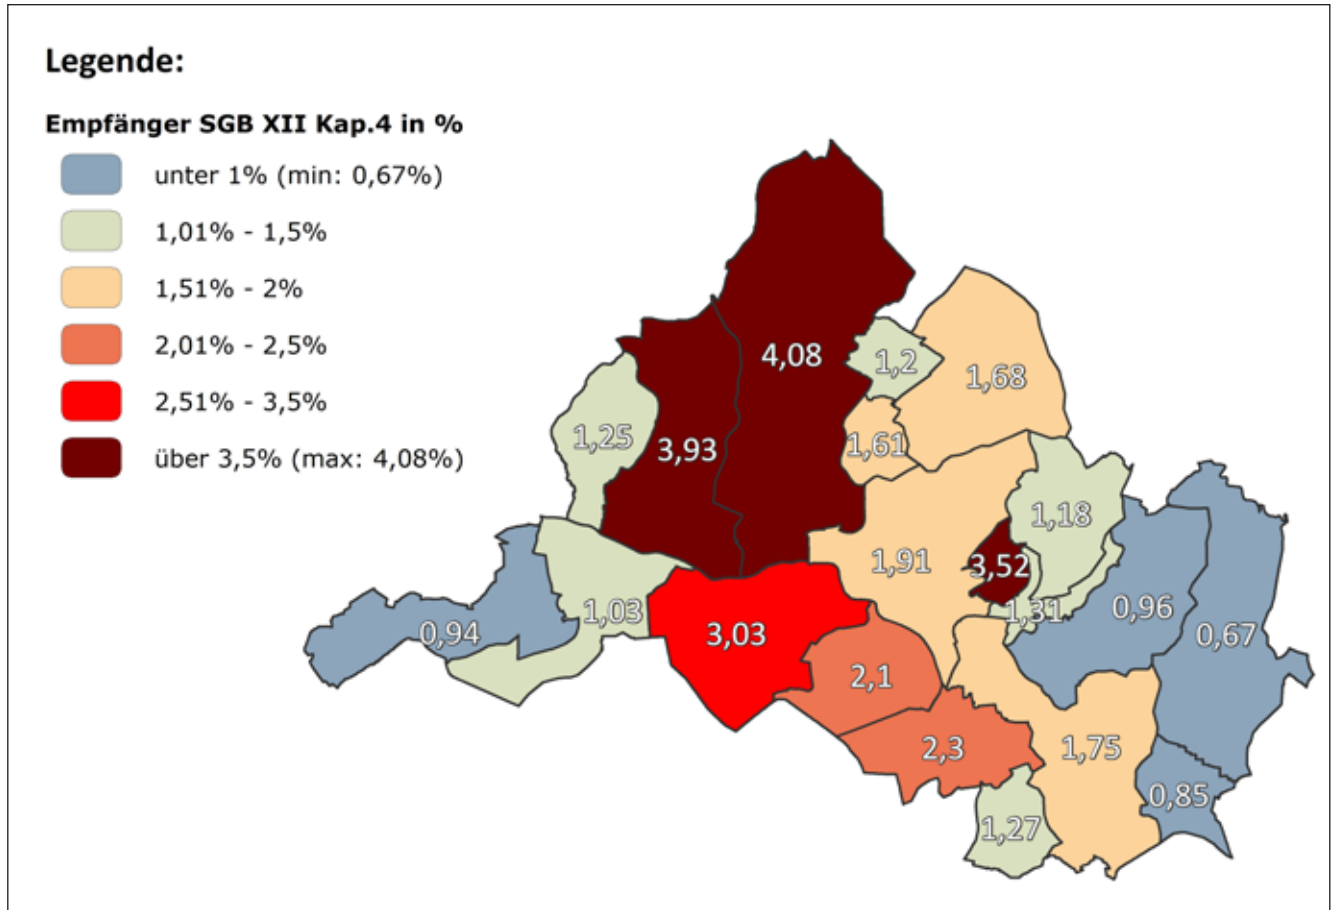 Legende:
Empfänger SGB XII Kap.4 in %
unter 1% (min: 0,67%)
1,01% - 1,5%
1,51% - 2%
2,01% - 2,5%
2,51% - 3,5%
über 3,5% (max: 4,08%)
4,08
1,2
1,68
1,25
3,93
1,61
1,18
1,91
3,52
1,03
1,31
0,96
0,94
3,03
0,67
2,1
2,3
1,75
0,85
1,27